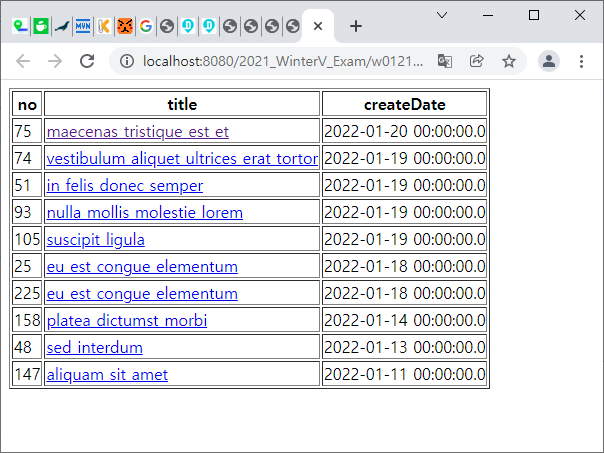 MVN
K
G
localhost:8080/2021_WinterV_Exam/w0121...
no title createDate
75 maecenas tristique est et 2022-01-20 00:00:00.0
74 vestibulum aliquet ultrices erat tortor 2022-01-19 00:00:00.0
51 in felis donec semper 2022-01-19 00:00:00.0
93 nulla mollis molestie lorem 2022-01-19 00:00:00.0
105 suscipit ligula 2022-01-19 00:00:00.0
25 eu est congue elementum 2022-01-18 00:00:00.0
225 eu est congue elementum 2022-01-18 00:00:00.0
158 platea dictumst morbi 2022-01-14 00:00:00.0
48 sed interdum 2022-01-13 00:00:00.0
147 aliquam sit amet 2022-01-11 00:00:00.0